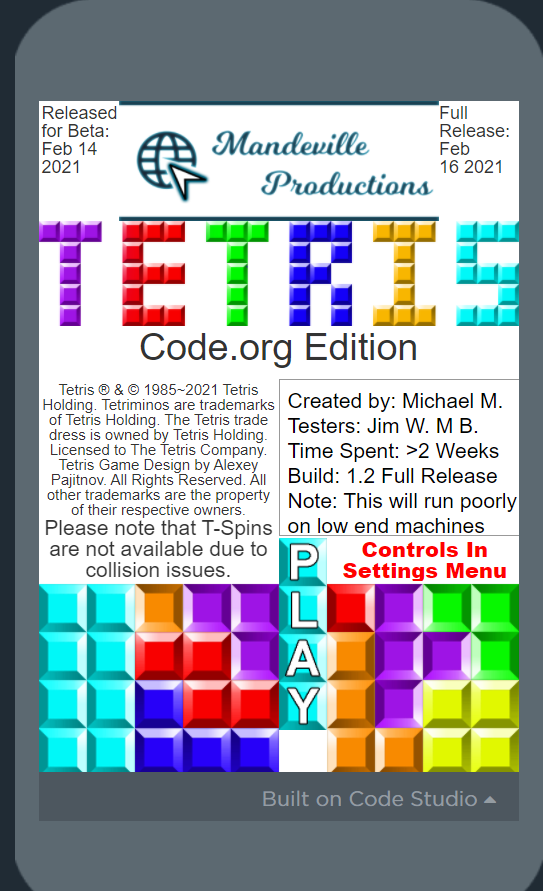 Released
for Beta:
Feb 14
2021
Mandeville
Productions
Full
Release:
Feb
16 2021
TETRIS
Code.org Edition
Tetris ® & © 1985~2021 Tetris
Holding. Tetriminos are trademarks
of Tetris Holding. The Tetris trade
dress is owned by Tetris Holding.
Licensed to The Tetris Company.
Tetris Game Design by Alexey
Pajitnov. All Rights Reserved. All
other trademarks are the property
of their respective owners.
Please note that T-Spins
are not available due to
collision issues.
Created by: Michael M.
Testers: Jim W. M B.
Time Spent: >2 Weeks
Build: 1.2 Full Release
Note: This will run poorly
on low end machines
PLAY
Controls In
Settings Menu
Built on Code Studio